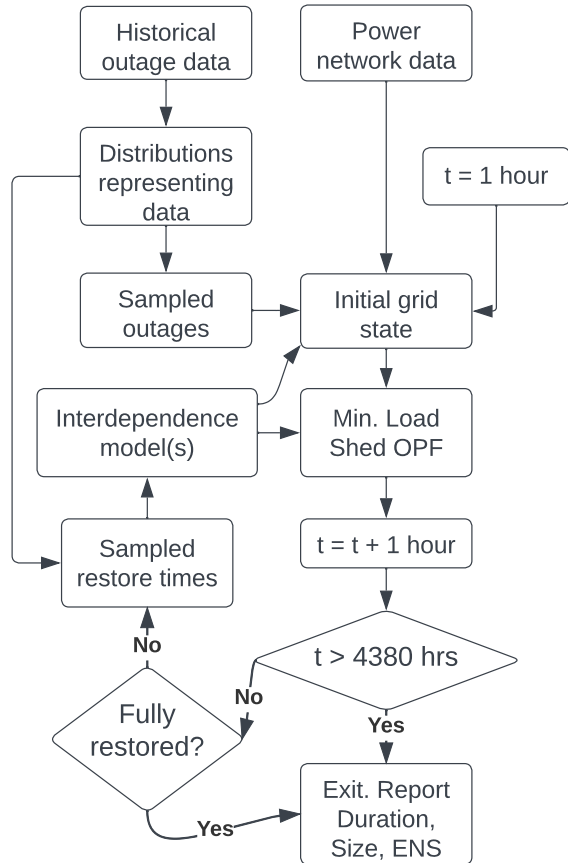 Historical
outage data
Power
network data
Distributions
representing
data
t = 1 hour
Sampled
outages
Initial grid
state
Interdependence
model(s)
Min. Load
Shed OPF
Sampled
restore times
t = t + 1 hour
No
t > 4380 hrs
No
Fully
restored?
Yes
Yes
Exit. Report
Duration,
Size, ENS